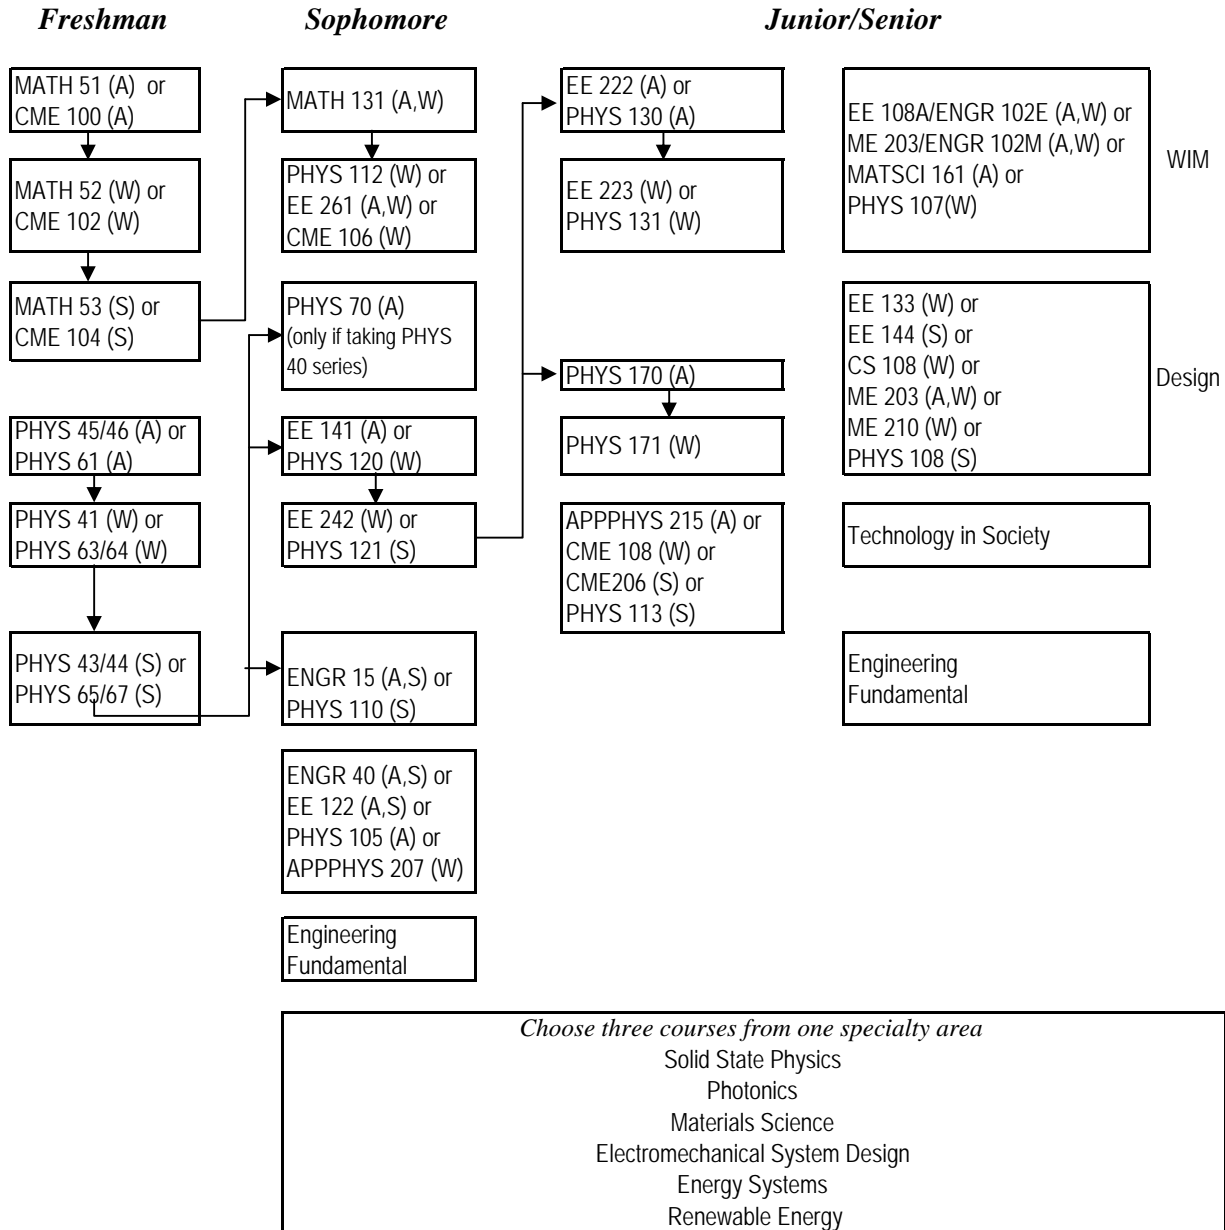 Freshman
Sophomore
Junior/Senior
MATH 51 (A) or
CME 100 (A)
MATH 52 (W) or
CME 102 (W)
MATH 53 (S) or
CME 104 (S)
PHYS 45/46 (A) or
PHYS 61 (A)
PHYS 41 (W) or
PHYS 63/64 (W)
PHYS 43/44 (S) or
PHYS 65/67 (S)
MATH 131 (A,W)
PHYS 112 (W) or
EE 261 (A,W) or
CME 106 (W)
PHYS 70 (A)
(only if taking PHYS
40 series)
EE 141 (A) or
PHYS 120 (W)
EE 242 (W) or
PHYS 121 (S)
ENGR 15 (A,S) or
PHYS 110 (S)
ENGR 40 (A,S) or
EE 122 (A,S) or
PHYS 105 (A) or
APPPHYS 207 (W)
Engineering
Fundamental
EE 222 (A) or
PHYS 130 (A)
EE 223 (W) or
PHYS 131 (W)
PHYS 170 (A)
PHYS 171 (W)
APPPHYS 215 (A) or
CME 108 (W) or
CME206 (S) or
PHYS 113 (S)
EE 108A/ENGR 102E (A,W) or
ME 203/ENGR 102M (A,W) or
MATSCI 161 (A) or
PHYS 107(W)
WIM
EE 133 (W) or
EE 144 (S) or
CS 108 (W) or
ME 203 (A,W) or
ME 210 (W) or
PHYS 108 (S)
Design
Technology in Society
Engineering
Fundamental
Choose three courses from one specialty area
Solid State Physics
Photonics
Materials Science
Electromechanical System Design
Energy Systems
Renewable Energy